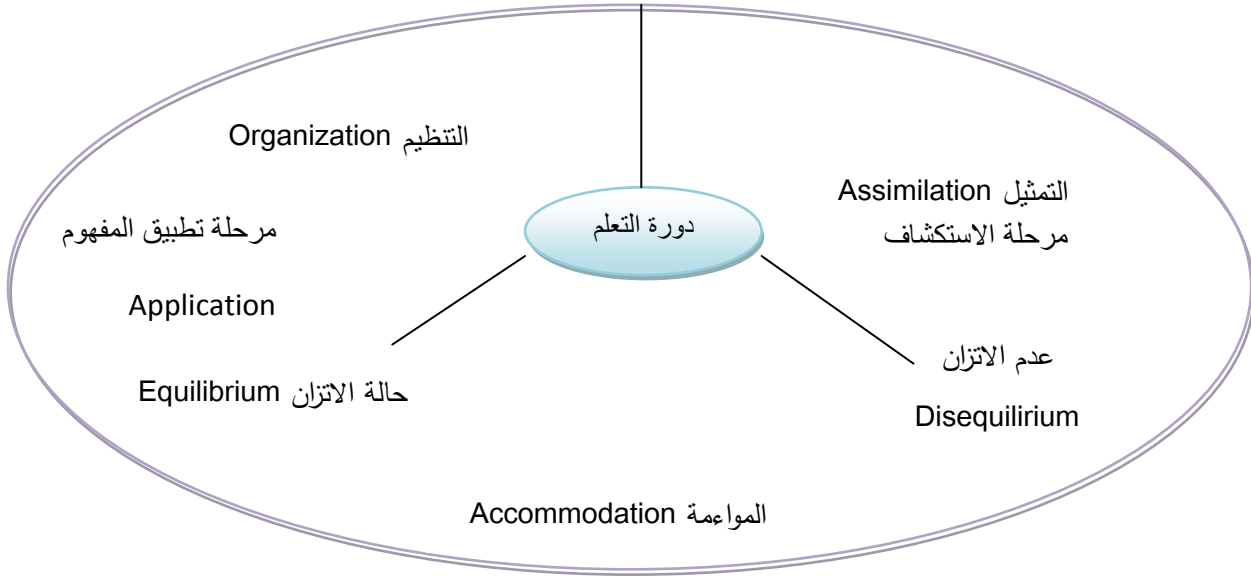 التنظيم Organization
التمثيل Assimilation
مرحلة الاستكشاف
دورة التعلم
مرحلة تطبيق المفهوم
Application
عدم الاتزان
Disequilirium
حالة الاتزان Equilibrium
المواءمة Accommodation